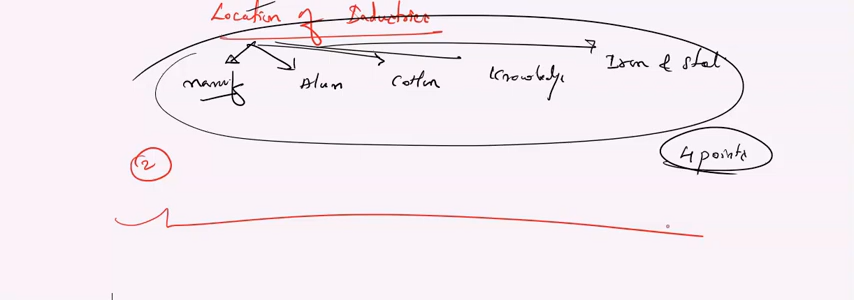 Location of Industries
manuf Alum Cotton Knowledge Iron & Steel
4 points
2